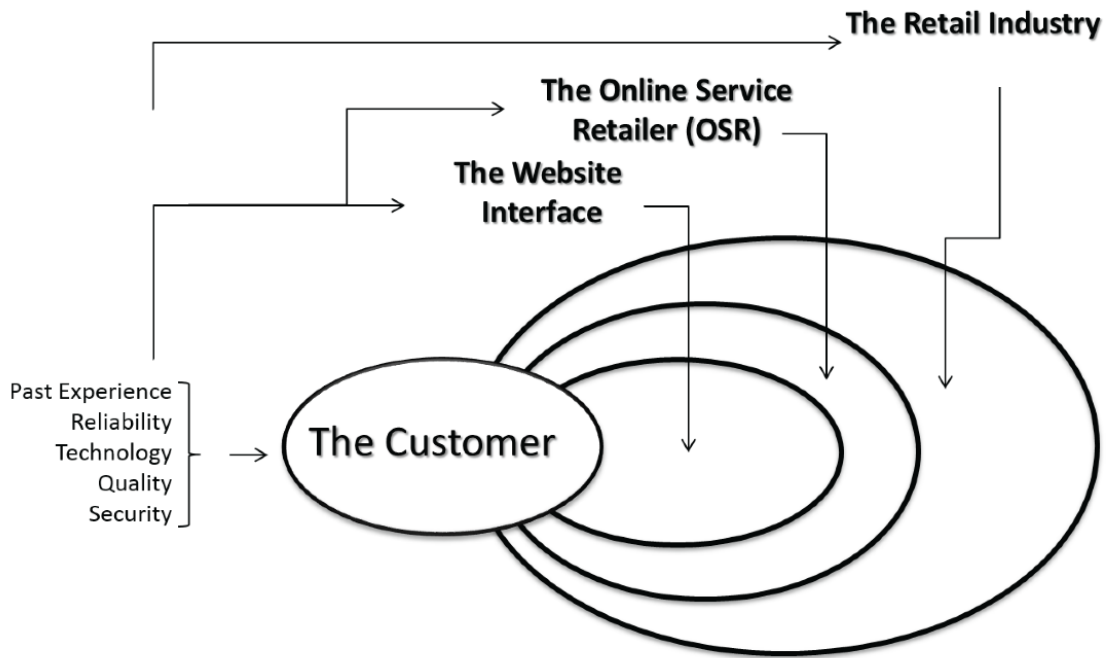 The Retail Industry
The Online Service
Retailer (OSR)
The Website
Interface
Past Experience
Reliability
Technology
Quality
Security
The Customer